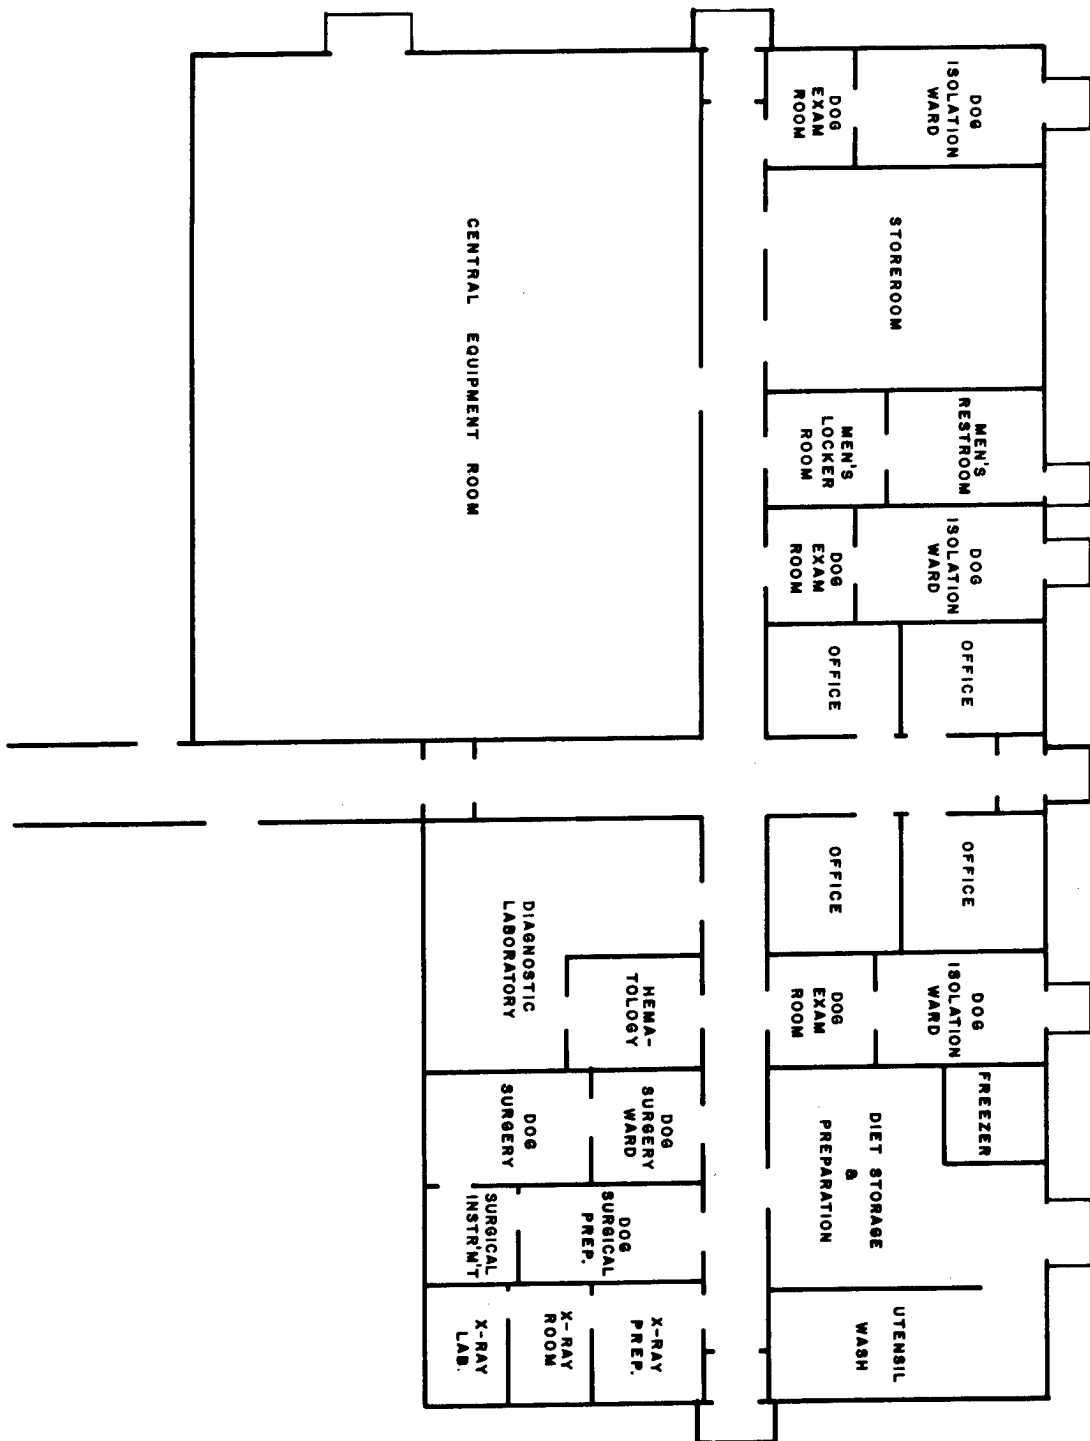 DOG
ISOLATION
WARD
MEN'S
RESTROOM
DOG
ISOLATION
WARD
OFFICE
OFFICE
DOG
ISOLATION
WARD
FREEZER
DOG
EXAM
ROOM
STOREROOM
MEN'S
LOCKER
ROOM
DOG
EXAM
ROOM
OFFICE
OFFICE
DOG
EXAM
ROOM
DIET STORAGE
&
PREPARATION
UTENSIL
WASH
CENTRAL EQUIPMENT ROOM
DIAGNOSTIC
LABORATORY
HEMA-
TOLOGY
DOG
SURGERY
WARD
DOG
SURGICAL
PREP.
X-RAY
PREP.
DOG
SURGERY
SURGICAL
INSTR'M'T
X-RAY
ROOM
X-RAY
LAB.